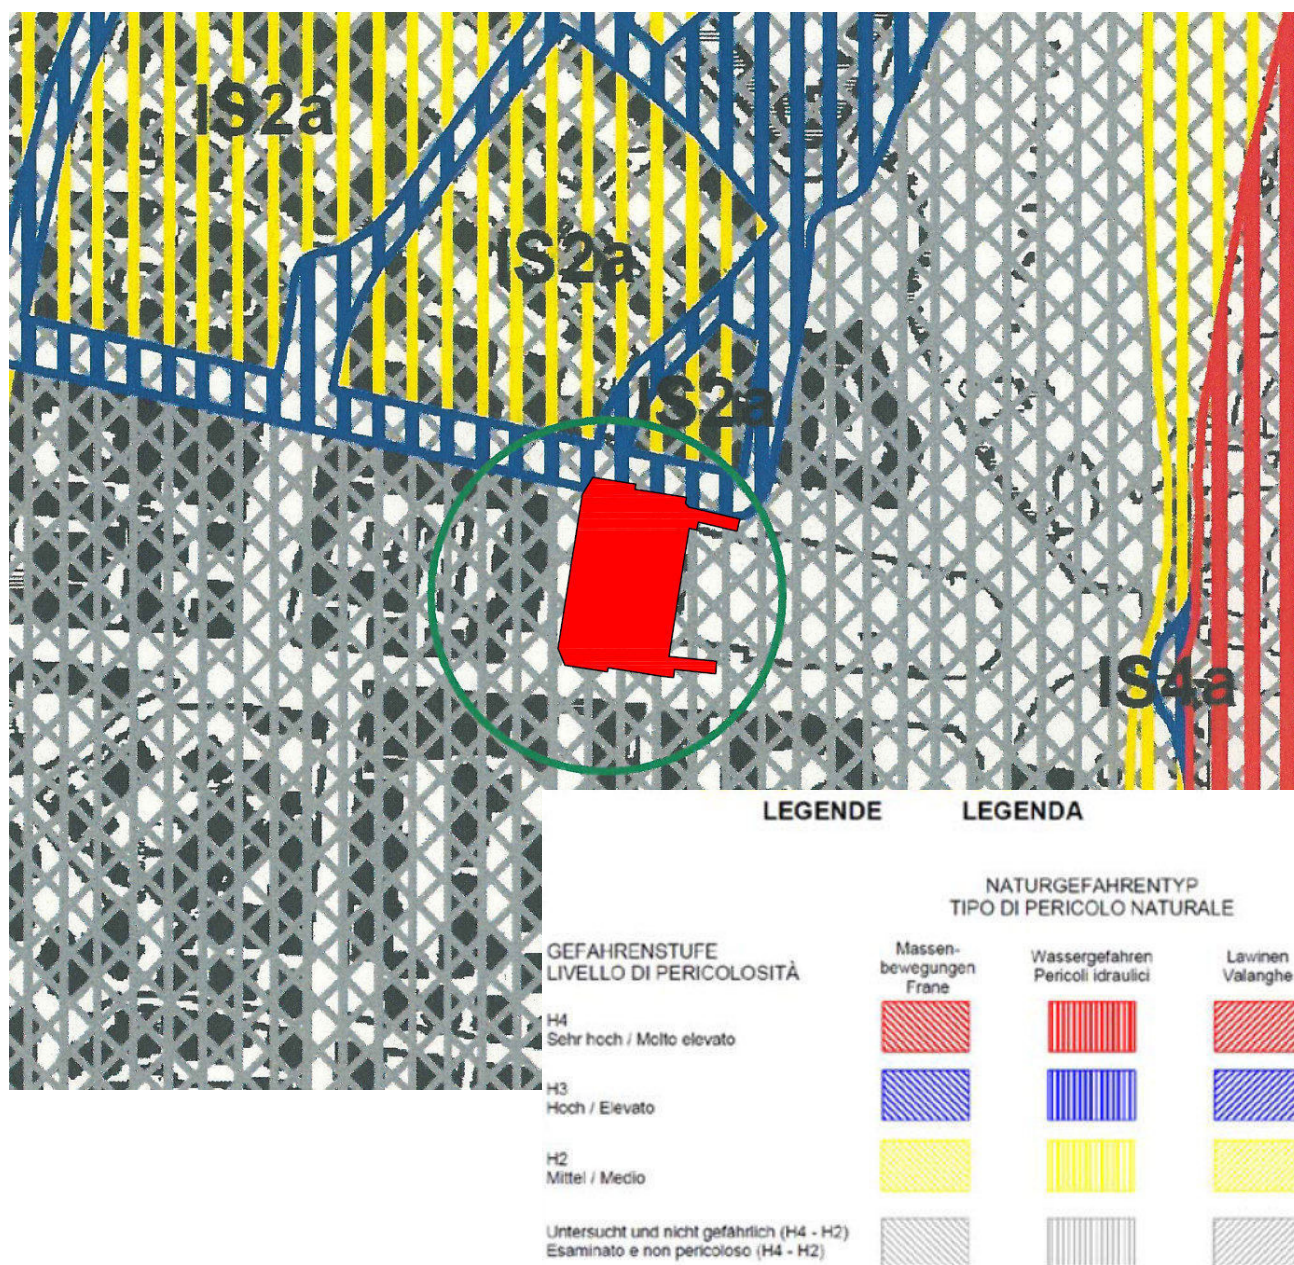 IS2a
IS2a
IS2a
IS4a
LEGENDE LEGENDA
NATURGEFAHRENTYP
TIPO DI PERICOLO NATURALE
GEFAHRENSTUFE
LIVELLO DI PERICOLOSITÀ
Massen-
bewegungen
Frane
Wassergefahren
Pericoli idraulici
Lawinen
Valanghe
H4
Sehr hoch / Molto elevato
H3
Hoch / Elevato
H2
Mittel / Medio
Untersucht und nicht gefährlich (H4 - H2)
Esaminato e non pericoloso (H4 - H2)